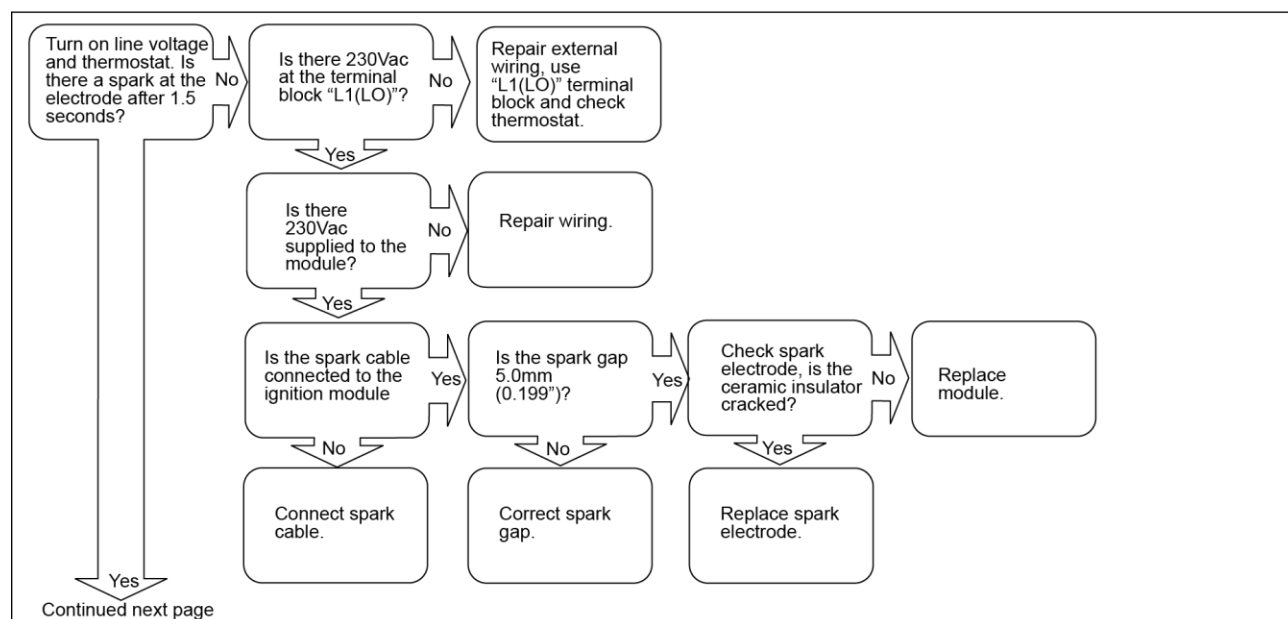 Turn on line voltage
and thermostat. Is
there a spark at the
electrode after 1.5
seconds?
No
Is there 230Vac
at the terminal
block “L1(LO)”?
No
Repair external
wiring, use
“L1(LO)” terminal
block and check
thermostat.
Yes
Is there
230Vac
supplied to the
module?
No
Repair wiring.
Yes
Is the spark cable
connected to the
ignition module
Yes
Is the spark gap
5.0mm
(0.199”)?
Yes
Check spark
electrode, is the
ceramic insulator
cracked?
No
Replace
module.
No
No
Yes
Connect spark
cable.
Correct spark
gap.
Replace spark
electrode.
Yes
Continued next page